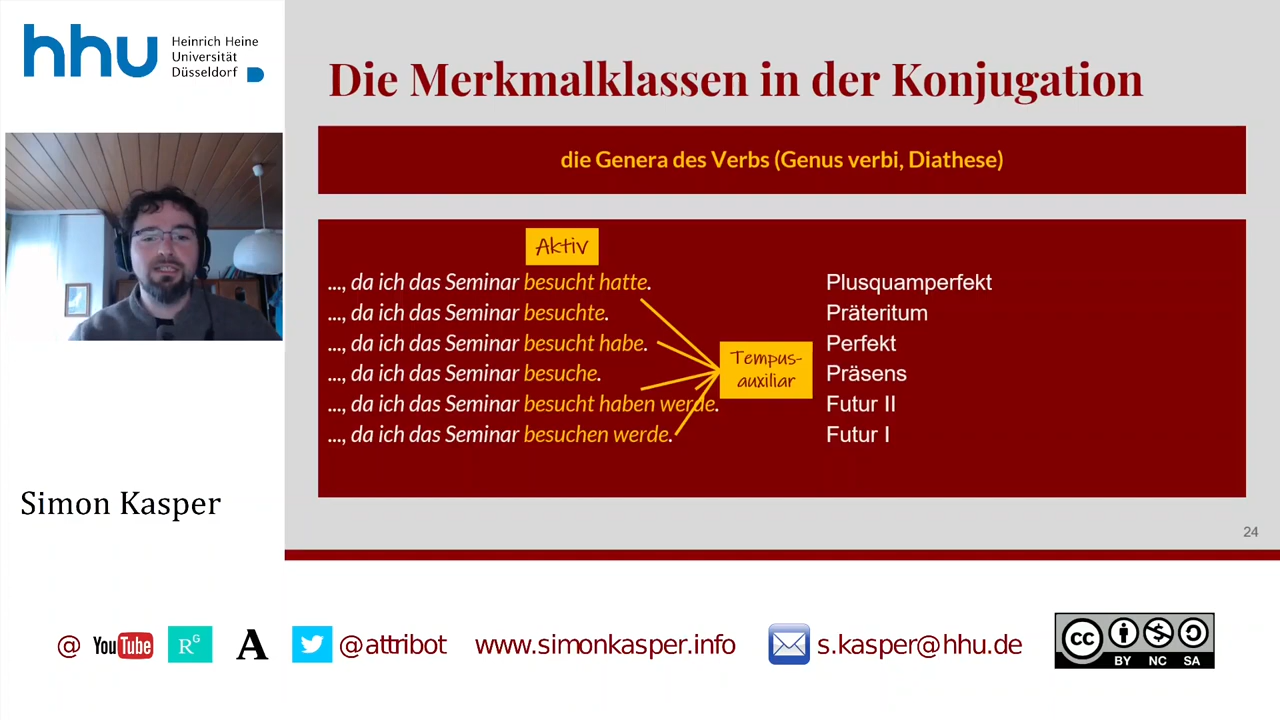 hhu Heinrich Heine
Universität
Düsseldorf
Die Merkmalklassen in der Konjugation
die Genera des Verbs (Genus verbi, Diathese)
Aktiv
..., da ich das Seminar besucht hatte. Plusquamperfekt
..., da ich das Seminar besuchte. Präteritum
..., da ich das Seminar besucht habe. Perfekt
Tempus-
auxiliar
..., da ich das Seminar besuche. Präsens
..., da ich das Seminar besucht haben werde. Futur II
..., da ich das Seminar besuchen werde. Futur I
Simon Kasper
24
@ YouTube RG A @attribot www.simonkasper.info s.kasper@hhu.de
cc BY NC SA